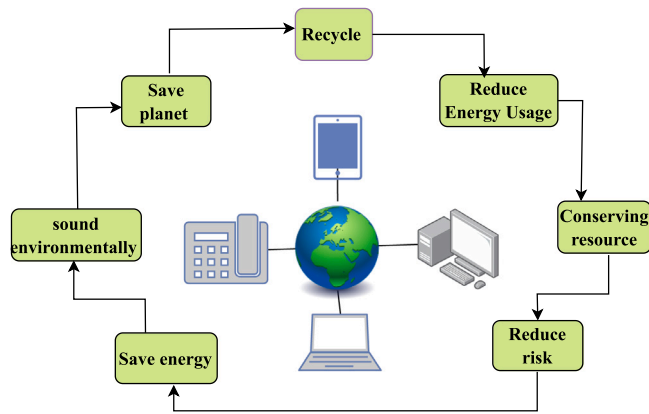 Recycle
Reduce
Energy Usage
Conserving
resource
Reduce
risk
Save energy
sound
environmentally
Save
planet